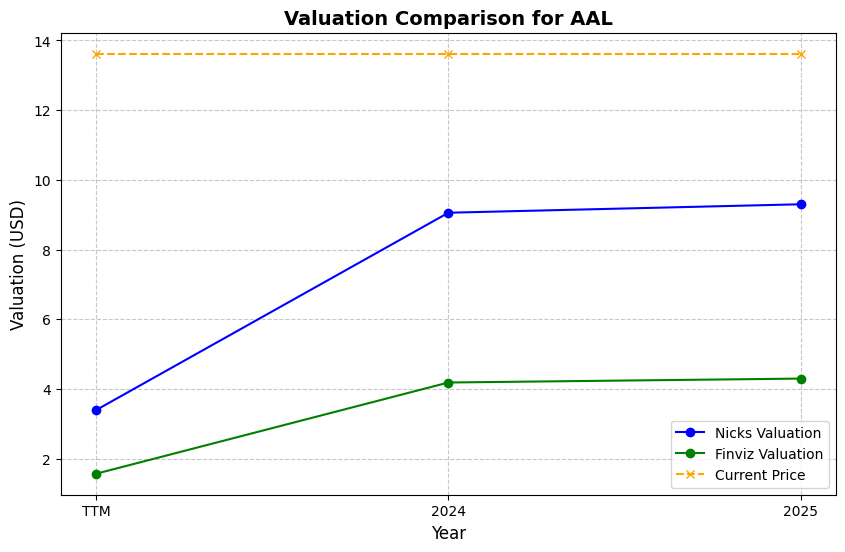 Valuation Comparison for AAL
Valuation (USD)
14
12
10
8
6
4
2
TTM
2024
2025
Year
Nicks Valuation
Finviz Valuation
Current Price